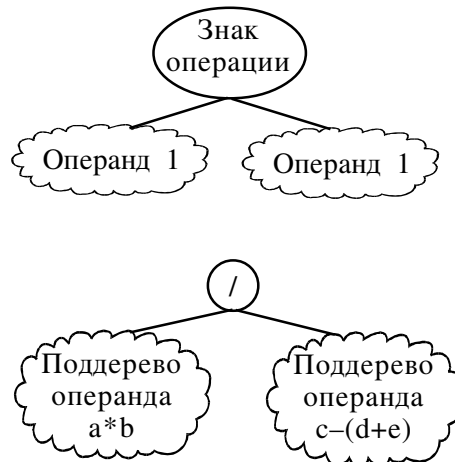 Знак
операции
Операнд 1
Операнд 1
/
Поддерево
операнда
a*b
Поддерево
операнда
c–(d+e)